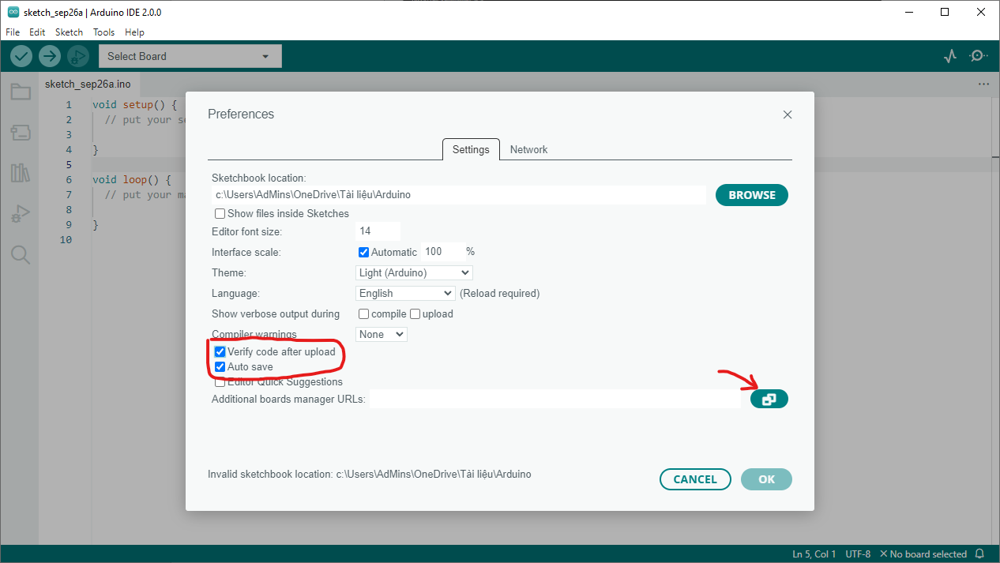 sketch_sep26a | Arduino IDE 2.0.0
File Edit Sketch Tools Help
Select Board
sketch_sep26a.ino
Preferences
Settings Network
1 void setup() {
2 // put your
3
4 }
5
6 void loop() {
7 // put your
8
9 }
10
Sketchbook location:
c:\Users\AdMins\OneDrive\Tài liệu\Arduino
BROWSE
Show files inside Sketches
Editor font size: 14
Interface scale: Automatic 100 %
Theme: Light (Arduino)
Language: English (Reload required)
Show verbose output during compile upload
Compiler warnings None
Verify code after upload
Auto save
Editor Quick Suggestions
Additional boards manager URLs:
Invalid sketchbook location: c:\Users\AdMins\OneDrive\Tài liệu\Arduino
CANCEL OK
Ln 5, Col 1 UTF-8 No board selected